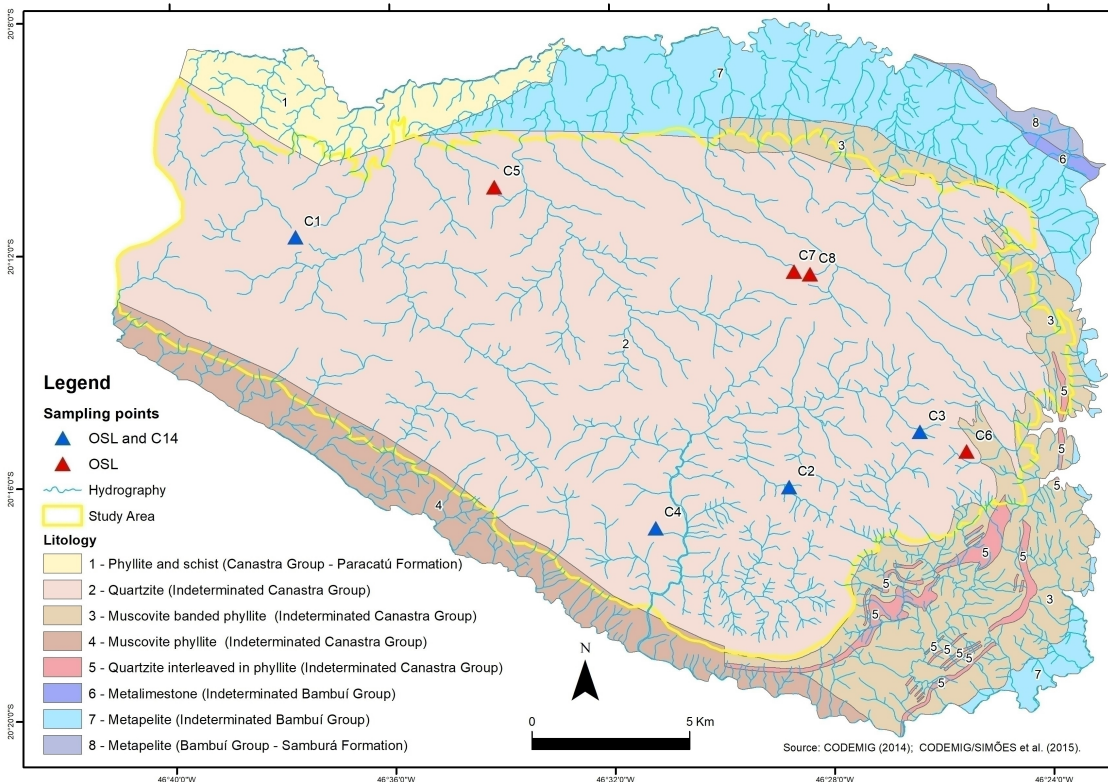 20°8'0"S
20°12'0"S
20°16'0"S
20°20'0"S
46°40'0"W
46°36'0"W
46°32'0"W
46°28'0"W
46°24'0"W
1
7
8
6
3
C5
C1
C7 C8
2
3
5
C3
C6
5
5
C2
C4
4
5
5
5
5
3
5 5 5 5
5
7
Legend
Sampling points
OSL and C14
OSL
Hydrography
Study Area
Litology
1 - Phyllite and schist (Canastra Group - Paracatú Formation)
2 - Quartzite (Indeterminated Canastra Group)
3 - Muscovite banded phyllite (Indeterminated Canastra Group)
4 - Muscovite phyllite (Indeterminated Canastra Group)
5 - Quartzite interleaved in phyllite (Indeterminated Canastra Group)
6 - Metalimestone (Indeterminated Bambuí Group)
7 - Metapelite (Indeterminated Bambuí Group)
8 - Metapelite (Bambuí Group - Samburá Formation)
N
0 5 Km
Source: CODEMIG (2014); CODEMIG/SIMÕES et al. (2015).